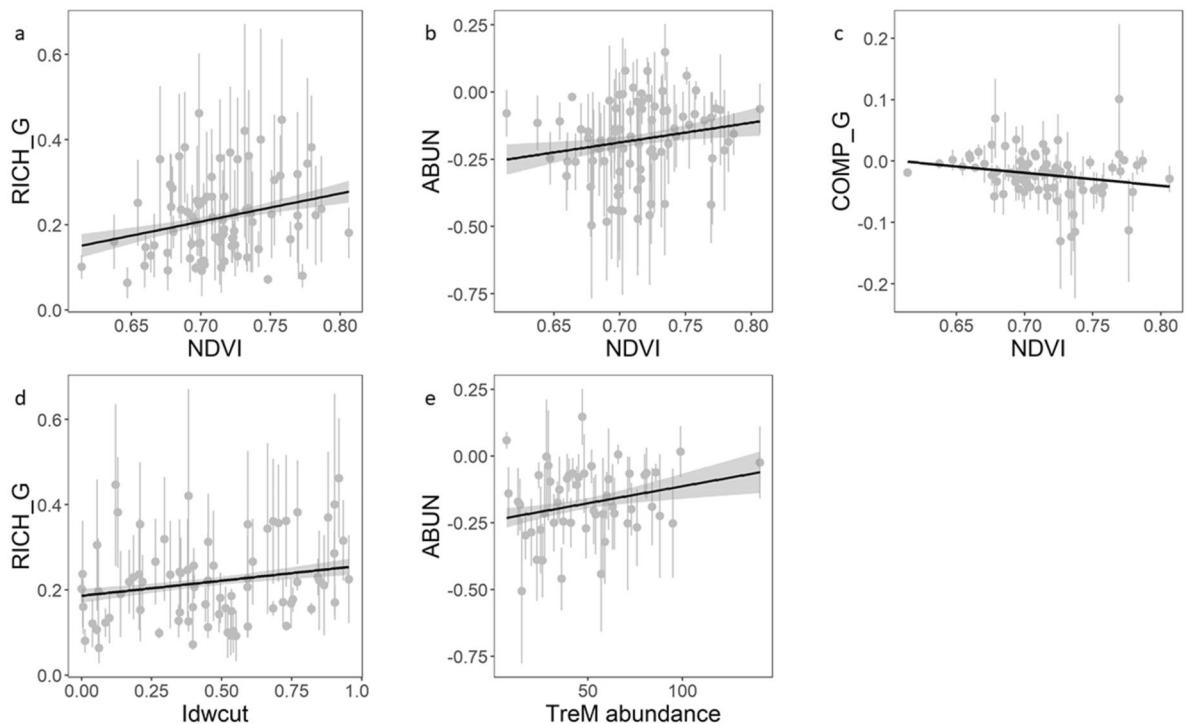 a
RICH_G
0.6
0.4
0.2
0.0
0.65 0.70 0.75 0.80
NDVI
b
ABUN
0.25
0.00
-0.25
-0.50
-0.75
0.65 0.70 0.75 0.80
NDVI
c
COMP_G
0.2
0.1
0.0
-0.1
-0.2
0.65 0.70 0.75 0.80
NDVI
d
RICH_G
0.6
0.4
0.2
0.0
0.00 0.25 0.50 0.75 1.0
ldwcut
e
ABUN
0.25
0.00
-0.25
-0.50
-0.75
50 100
TreM abundance